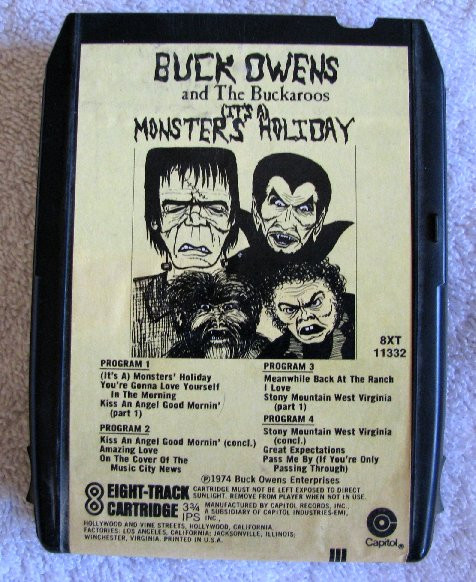 BUCK OWENS
and The Buckaroos
(IT'S A)
MONSTERS' HOLIDAY
8XT
11332
PROGRAM 1
(It's A) Monsters' Holiday
You're Gonna Love Yourself
In The Morning
Kiss An Angel Good Mornin'
(part 1)
PROGRAM 2
Kiss An Angel Good Mornin' (concl.)
Amazing Love
On The Cover Of The
Music City News
PROGRAM 3
Meanwhile Back At The Ranch
I Love
Stony Mountain West Virginia
(part 1)
PROGRAM 4
Stony Mountain West Virginia
(concl.)
Great Expectations
Pass Me By (If You're Only
Passing Through)
Ⓟ1974 Buck Owens Enterprises
8 EIGHT-TRACK
CARTRIDGE 3¾
IPS
CARTRIDGE MUST NOT BE LEFT EXPOSED TO DIRECT
SUNLIGHT. REMOVE FROM PLAYER WHEN NOT IN USE.
MANUFACTURED BY CAPITOL RECORDS, INC.,
A SUBSIDIARY OF CAPITOL INDUSTRIES-EMI,
INC.,
HOLLYWOOD AND VINE STREETS, HOLLYWOOD, CALIFORNIA.
FACTORIES: LOS ANGELES, CALIFORNIA; JACKSONVILLE, ILLINOIS;
WINCHESTER, VIRGINIA. PRINTED IN U.S.A.
Capitol®